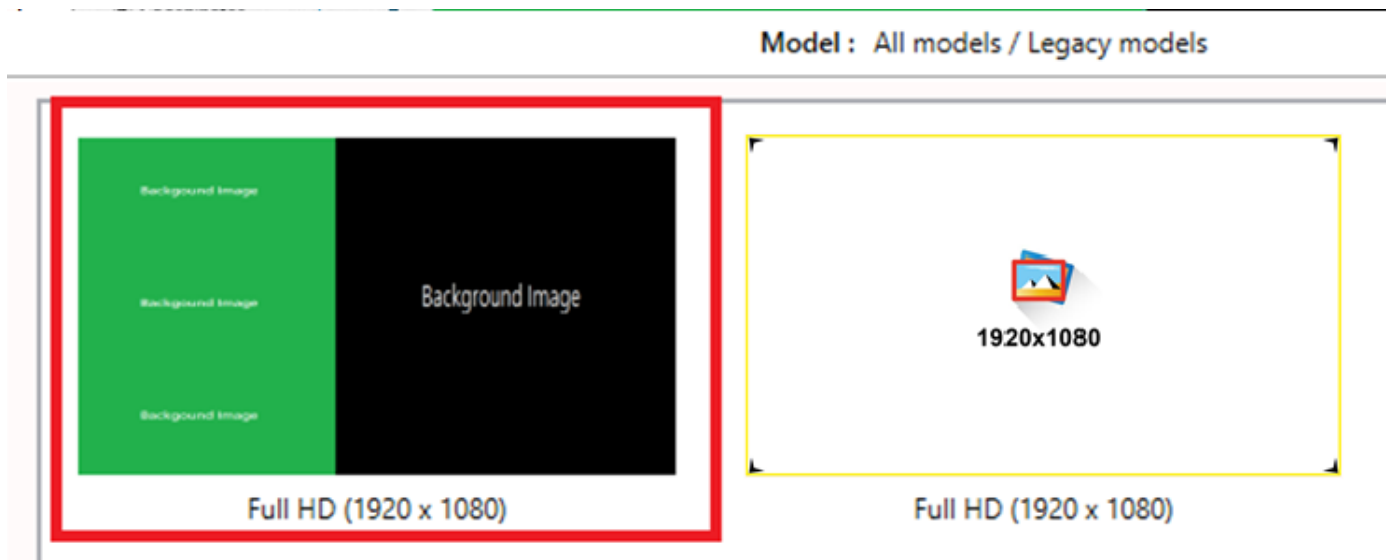 Model : All models / Legacy models
Backgound Image
Backgound Image
Backgound Image
Background Image
1920x1080
Full HD (1920 x 1080)
Full HD (1920 x 1080)